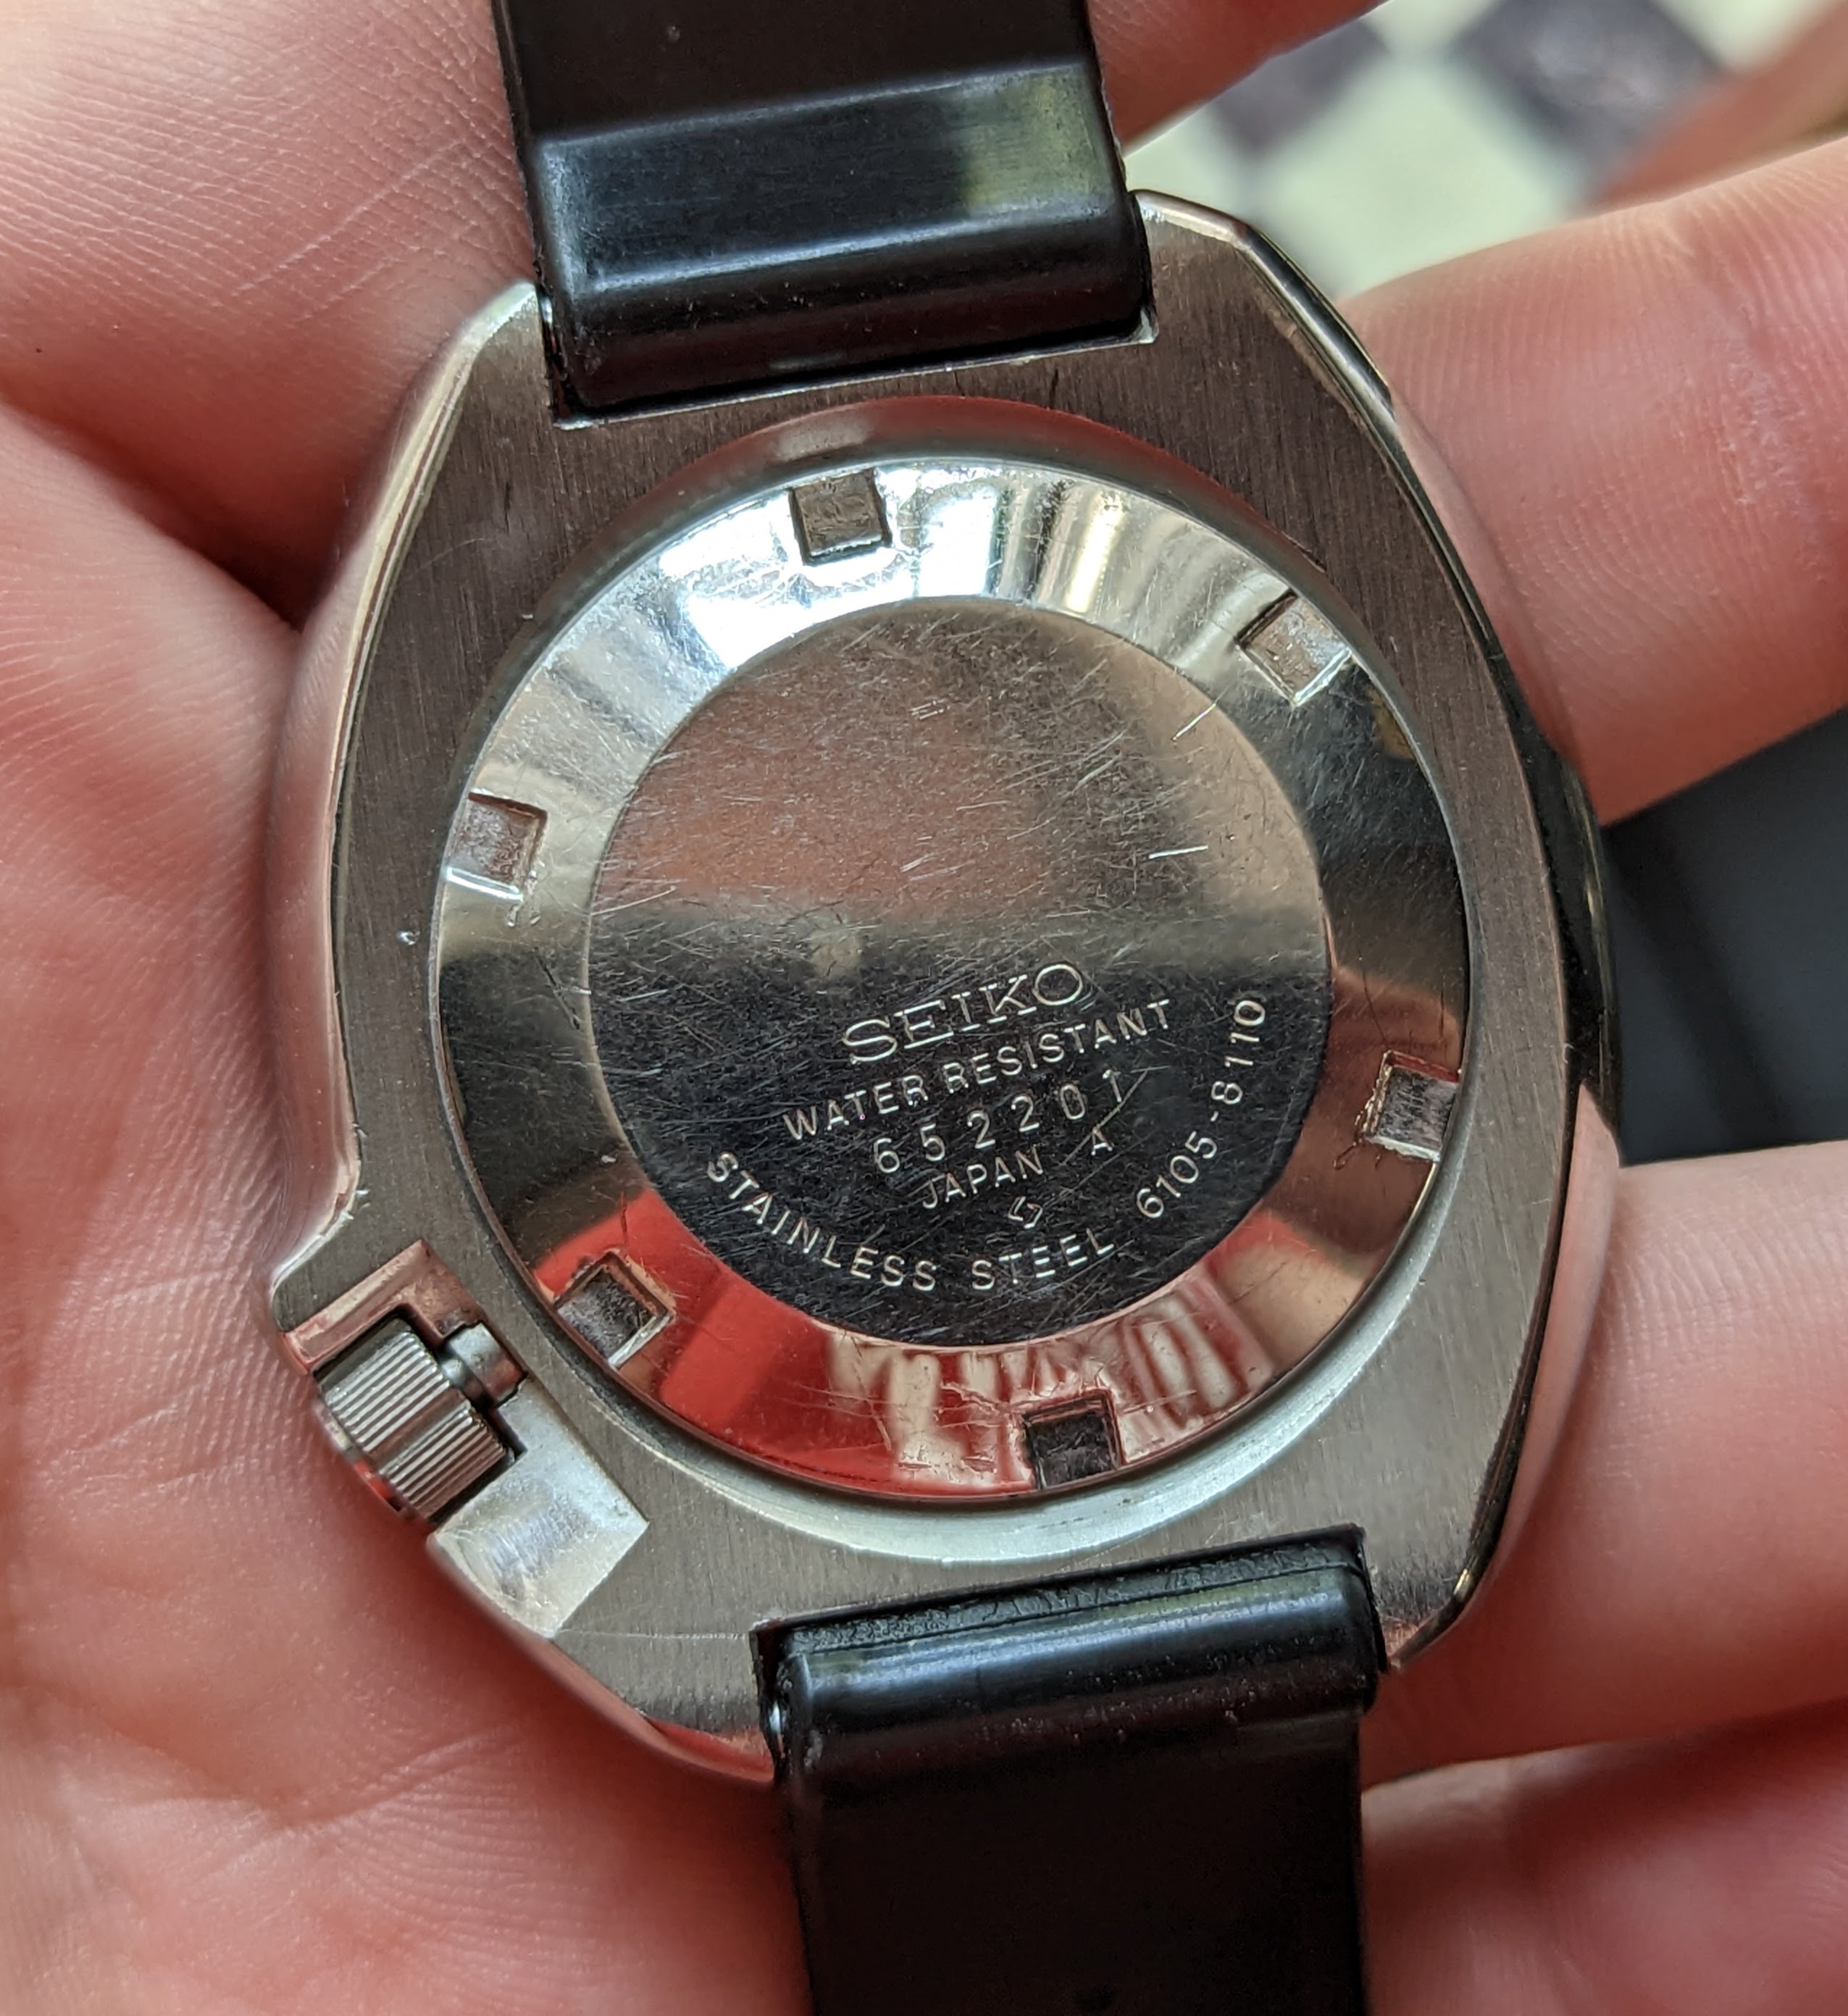 SEIKO
WATER RESISTANT
652201
JAPAN A
STAINLESS STEEL 6105-8110